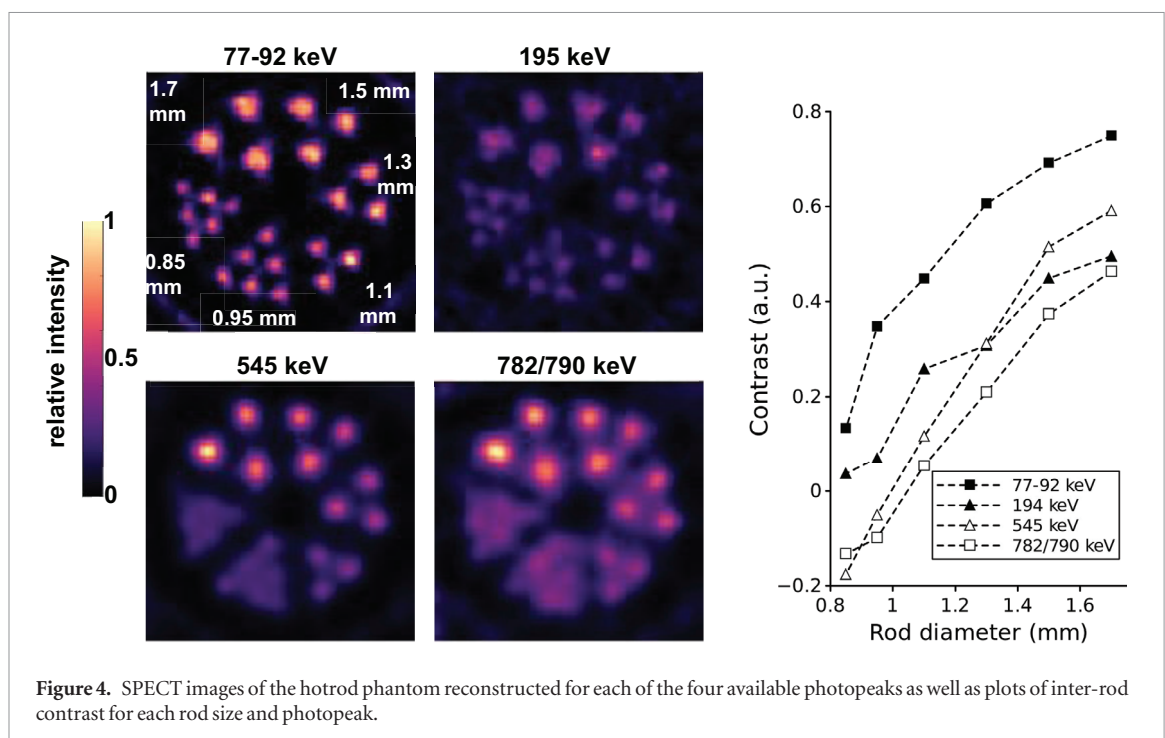 77-92 keV
195 keV
1.7
mm
1.5 mm
1.3
mm
0.85
mm
0.95 mm
1.1
mm
1
0.5
0
relative intensity
545 keV
782/790 keV
0.8
0.6
0.4
0.2
0
−0.2
Contrast (a.u.)
77-92 keV
194 keV
545 keV
782/790 keV
0.8 1 1.2 1.4 1.6
Rod diameter (mm)
Figure 4. SPECT images of the hotrod phantom reconstructed for each of the four available photopeaks as well as plots of inter-rod
contrast for each rod size and photopeak.